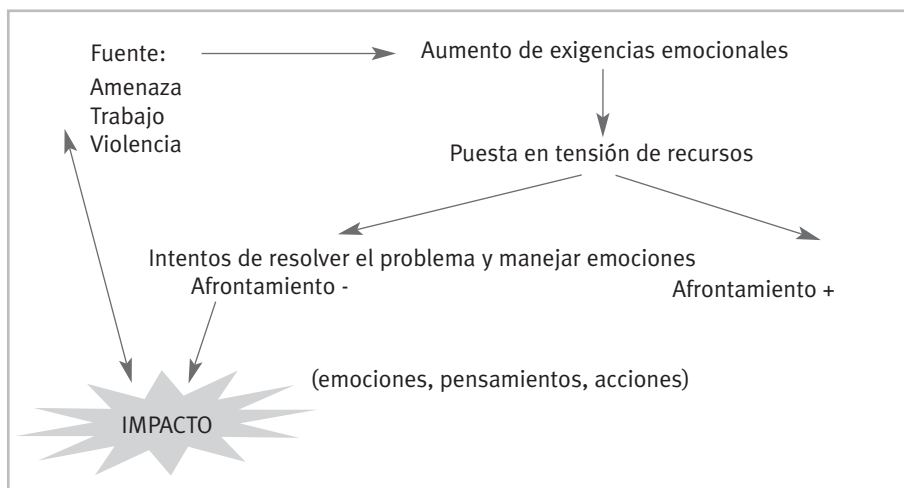 Fuente:
Amenaza
Trabajo
Violencia
Aumento de exigencias emocionales
Puesta en tensión de recursos
Intentos de resolver el problema y manejar emociones
Afrontamiento -
Afrontamiento +
(emociones, pensamientos, acciones)
IMPACTO